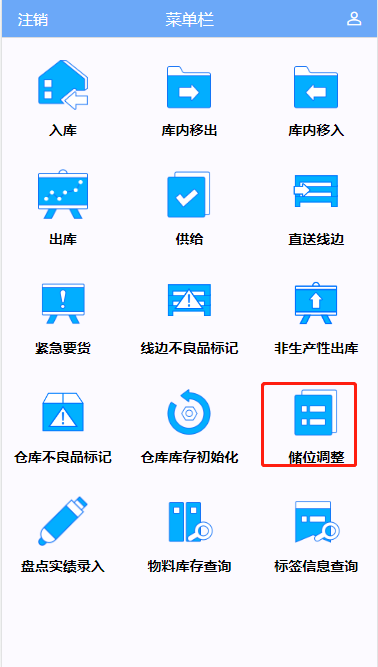 注销 菜单栏
入库 库内移出 库内移入
出库 供给 直送线边
紧急要货 线边不良品标记 非生产性出库
仓库不良品标记 仓库库存初始化 储位调整
盘点实绩录入 物料库存查询 标签信息查询